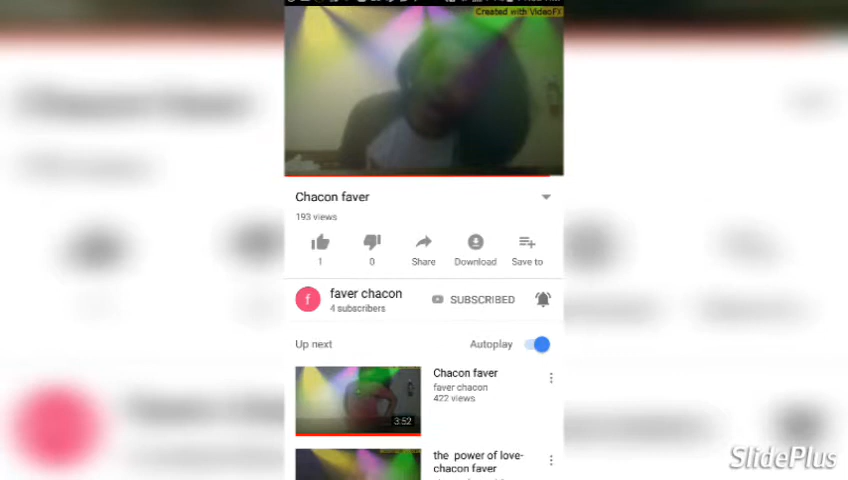 Created with VideoFX
Chacon faver
193 views
1
0
Share
Download
Save to
f
faver chacon
SUBSCRIBED
4 subscribers
Up next
Autoplay
Chacon faver
faver chacon
422 views
3:52
the power of love-
chacon faver
SlidePlus